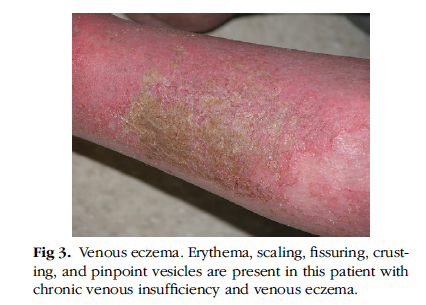 Fig 3. Venous eczema. Erythema, scaling, fissuring, crust-
ing, and pinpoint vesicles are present in this patient with
chronic venous insufficiency and venous eczema.